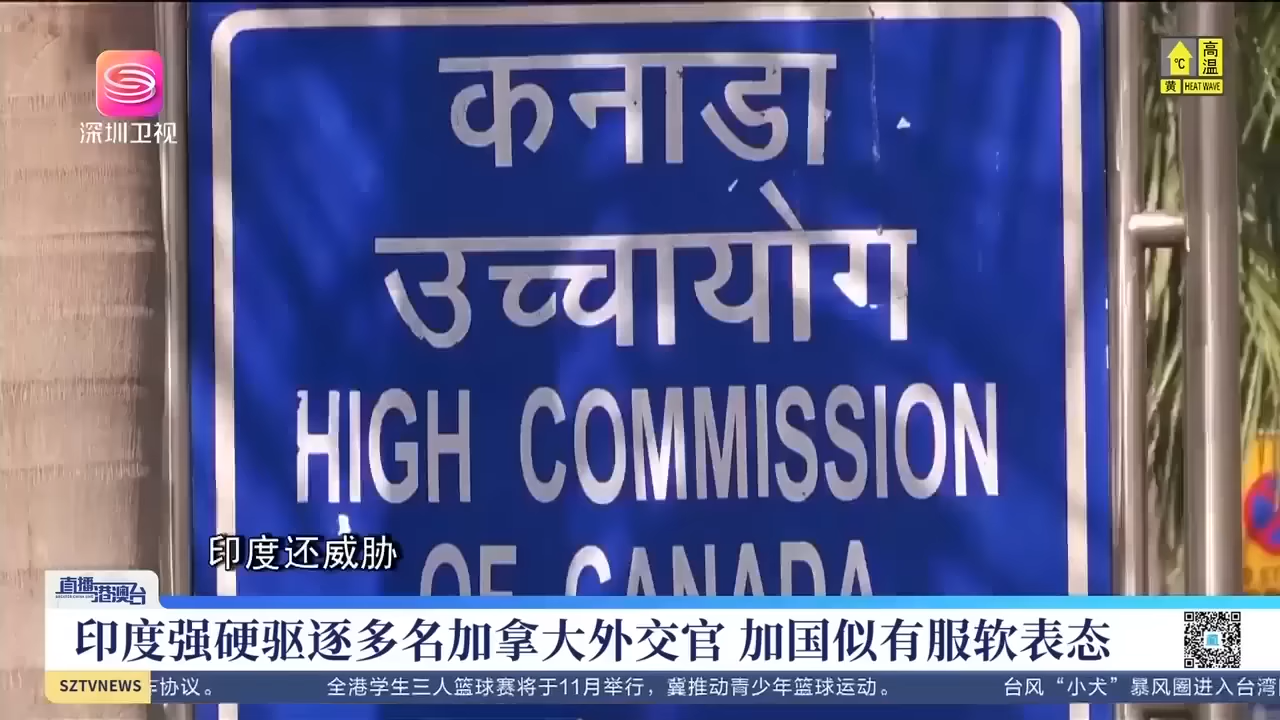 深圳卫视
高温
℃
黄 HEAT WAVE
कनाडा
उच्चायोग
HIGH COMMISSION
OF CANADA
印度还威胁
直播港澳台
印度强硬驱逐多名加拿大外交官 加国似有服软表态
SZTVNEWS
协议。 全港学生三人篮球赛将于11月举行，冀推动青少年篮球运动。 台风“小犬”暴风圈进入台湾